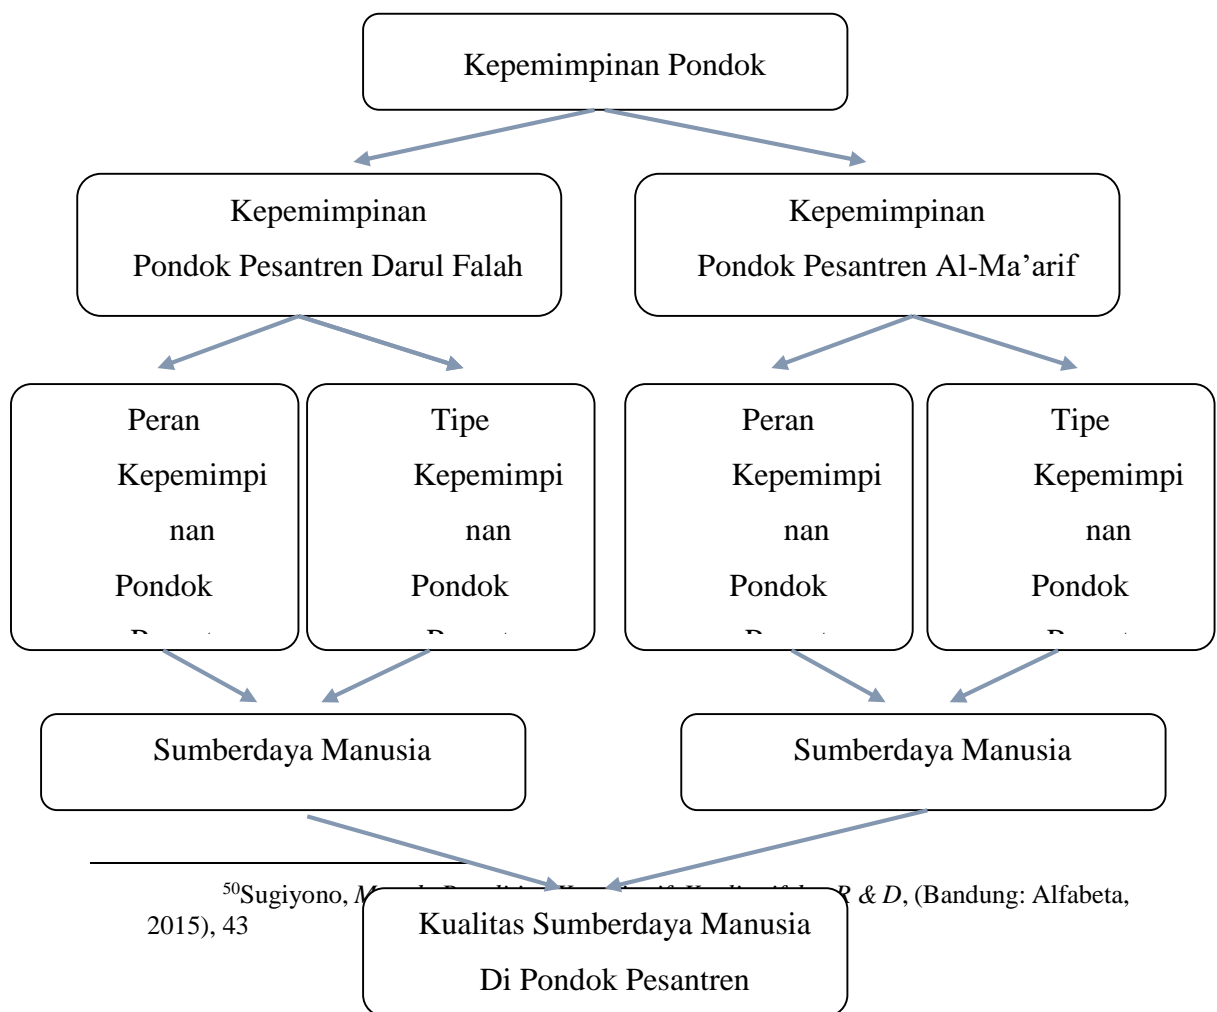 Kepemimpinan Pondok
Kepemimpinan
Pondok Pesantren Darul Falah
Kepemimpinan
Pondok Pesantren Al-Ma’arif
Peran
Kepemimpi
nan
Pondok
Tipe
Kepemimpi
nan
Pondok
Peran
Kepemimpi
nan
Pondok
Tipe
Kepemimpi
nan
Pondok
Sumberdaya Manusia
Sumberdaya Manusia
50Sugiyono, R & D, (Bandung: Alfabeta,
2015), 43
Kualitas Sumberdaya Manusia
Di Pondok Pesantren